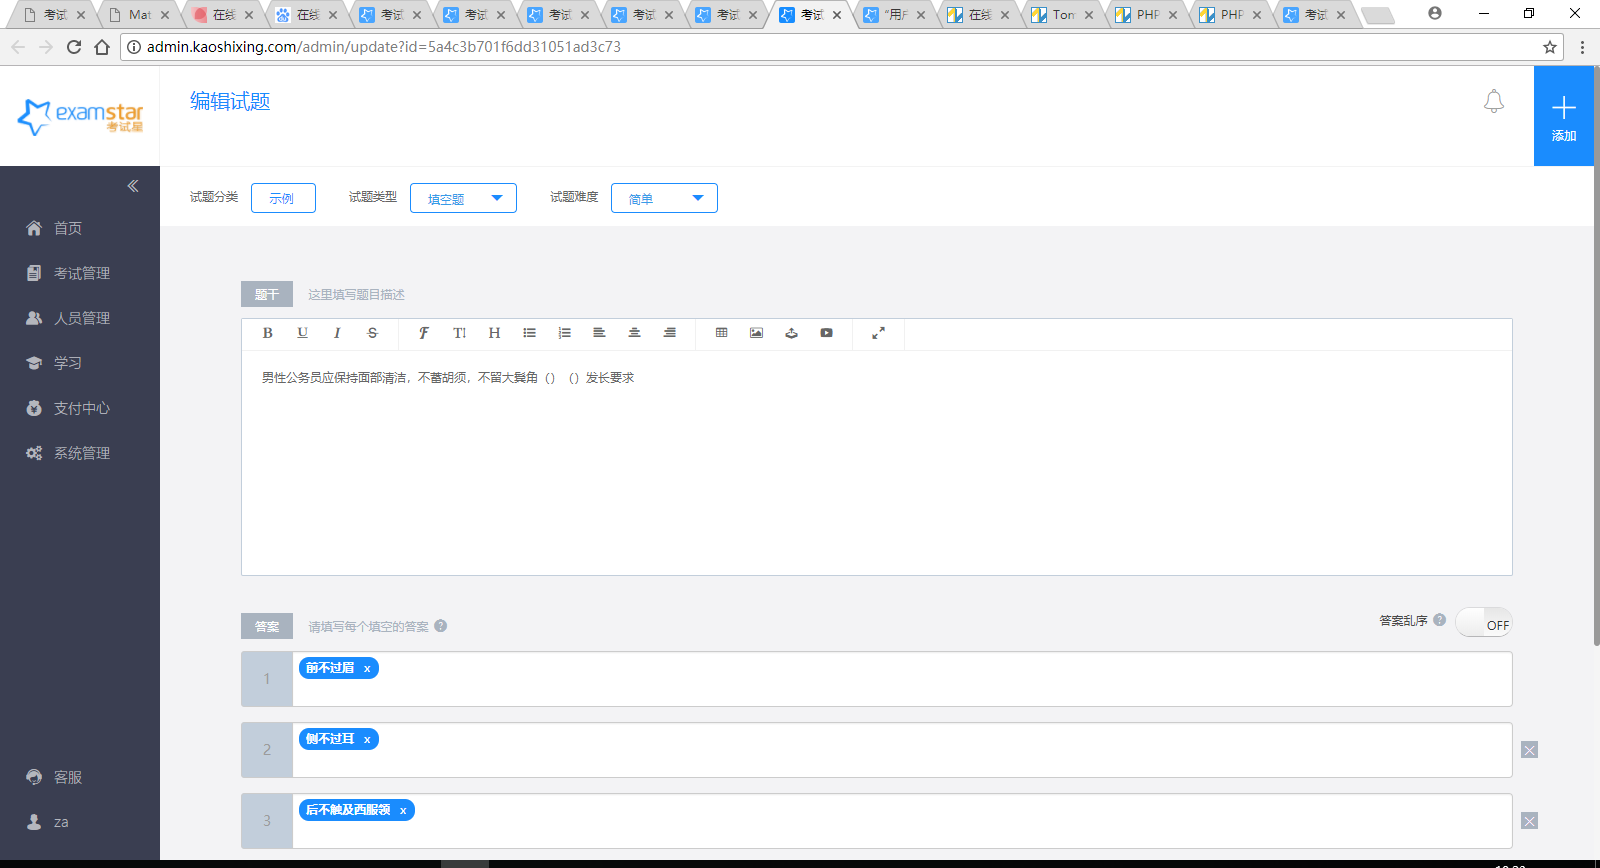 考试
Mat
在线
在线
考试
考试
考试
考试
考试
考试
"用户
在线
Tom
PHP
PHP
考试
admin.kaoshixing.com/admin/update?id=5a4c3b701f6dd31051ad3c73
examstar
考试星
编辑试题
添加
试题分类 示例 试题类型 填空题 试题难度 简单
首页
考试管理
人员管理
学习
支付中心
系统管理
客服
za
题干 这里填写题目描述
B U I S F T! H
男性公务员应保持面部清洁，不蓄胡须，不留大鬓角（）（）发长要求
答案 请填写每个填空的答案 ?
答案乱序 ? OFF
1 前不过眉 x
2 侧不过耳 x
3 后不触及西服领 x